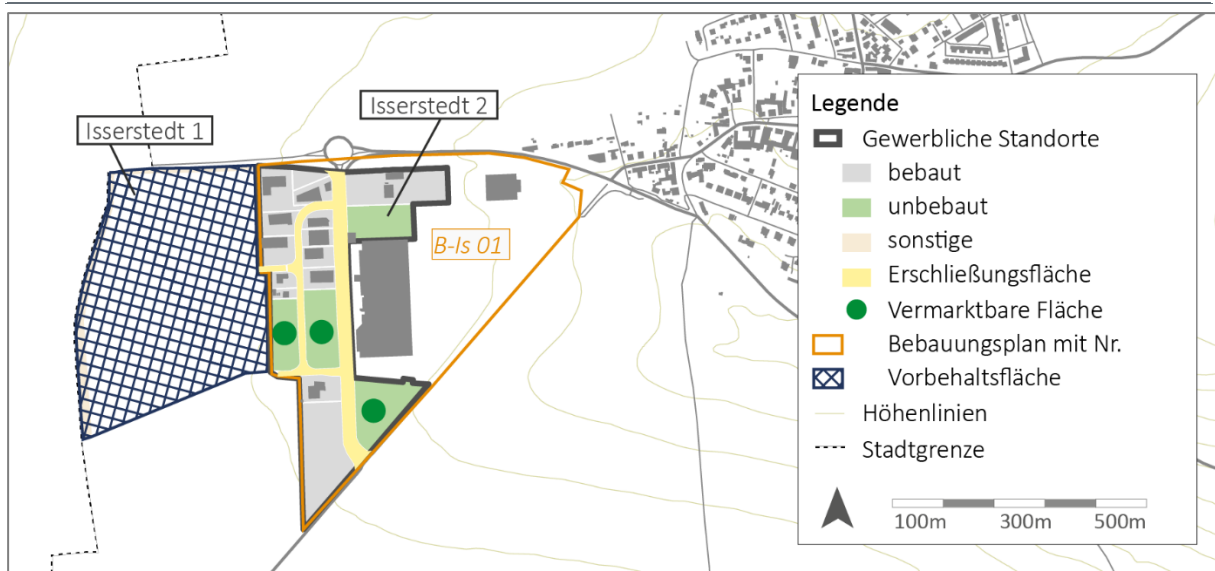 Isserstedt 1
Isserstedt 2
B-Is 01
Legende
Gewerbliche Standorte
bebaut
unbebaut
sonstige
Erschließungsfläche
Vermarktbare Fläche
Bebauungsplan mit Nr.
Vorbehaltsfläche
Höhenlinien
Stadtgrenze
100m 300m 500m